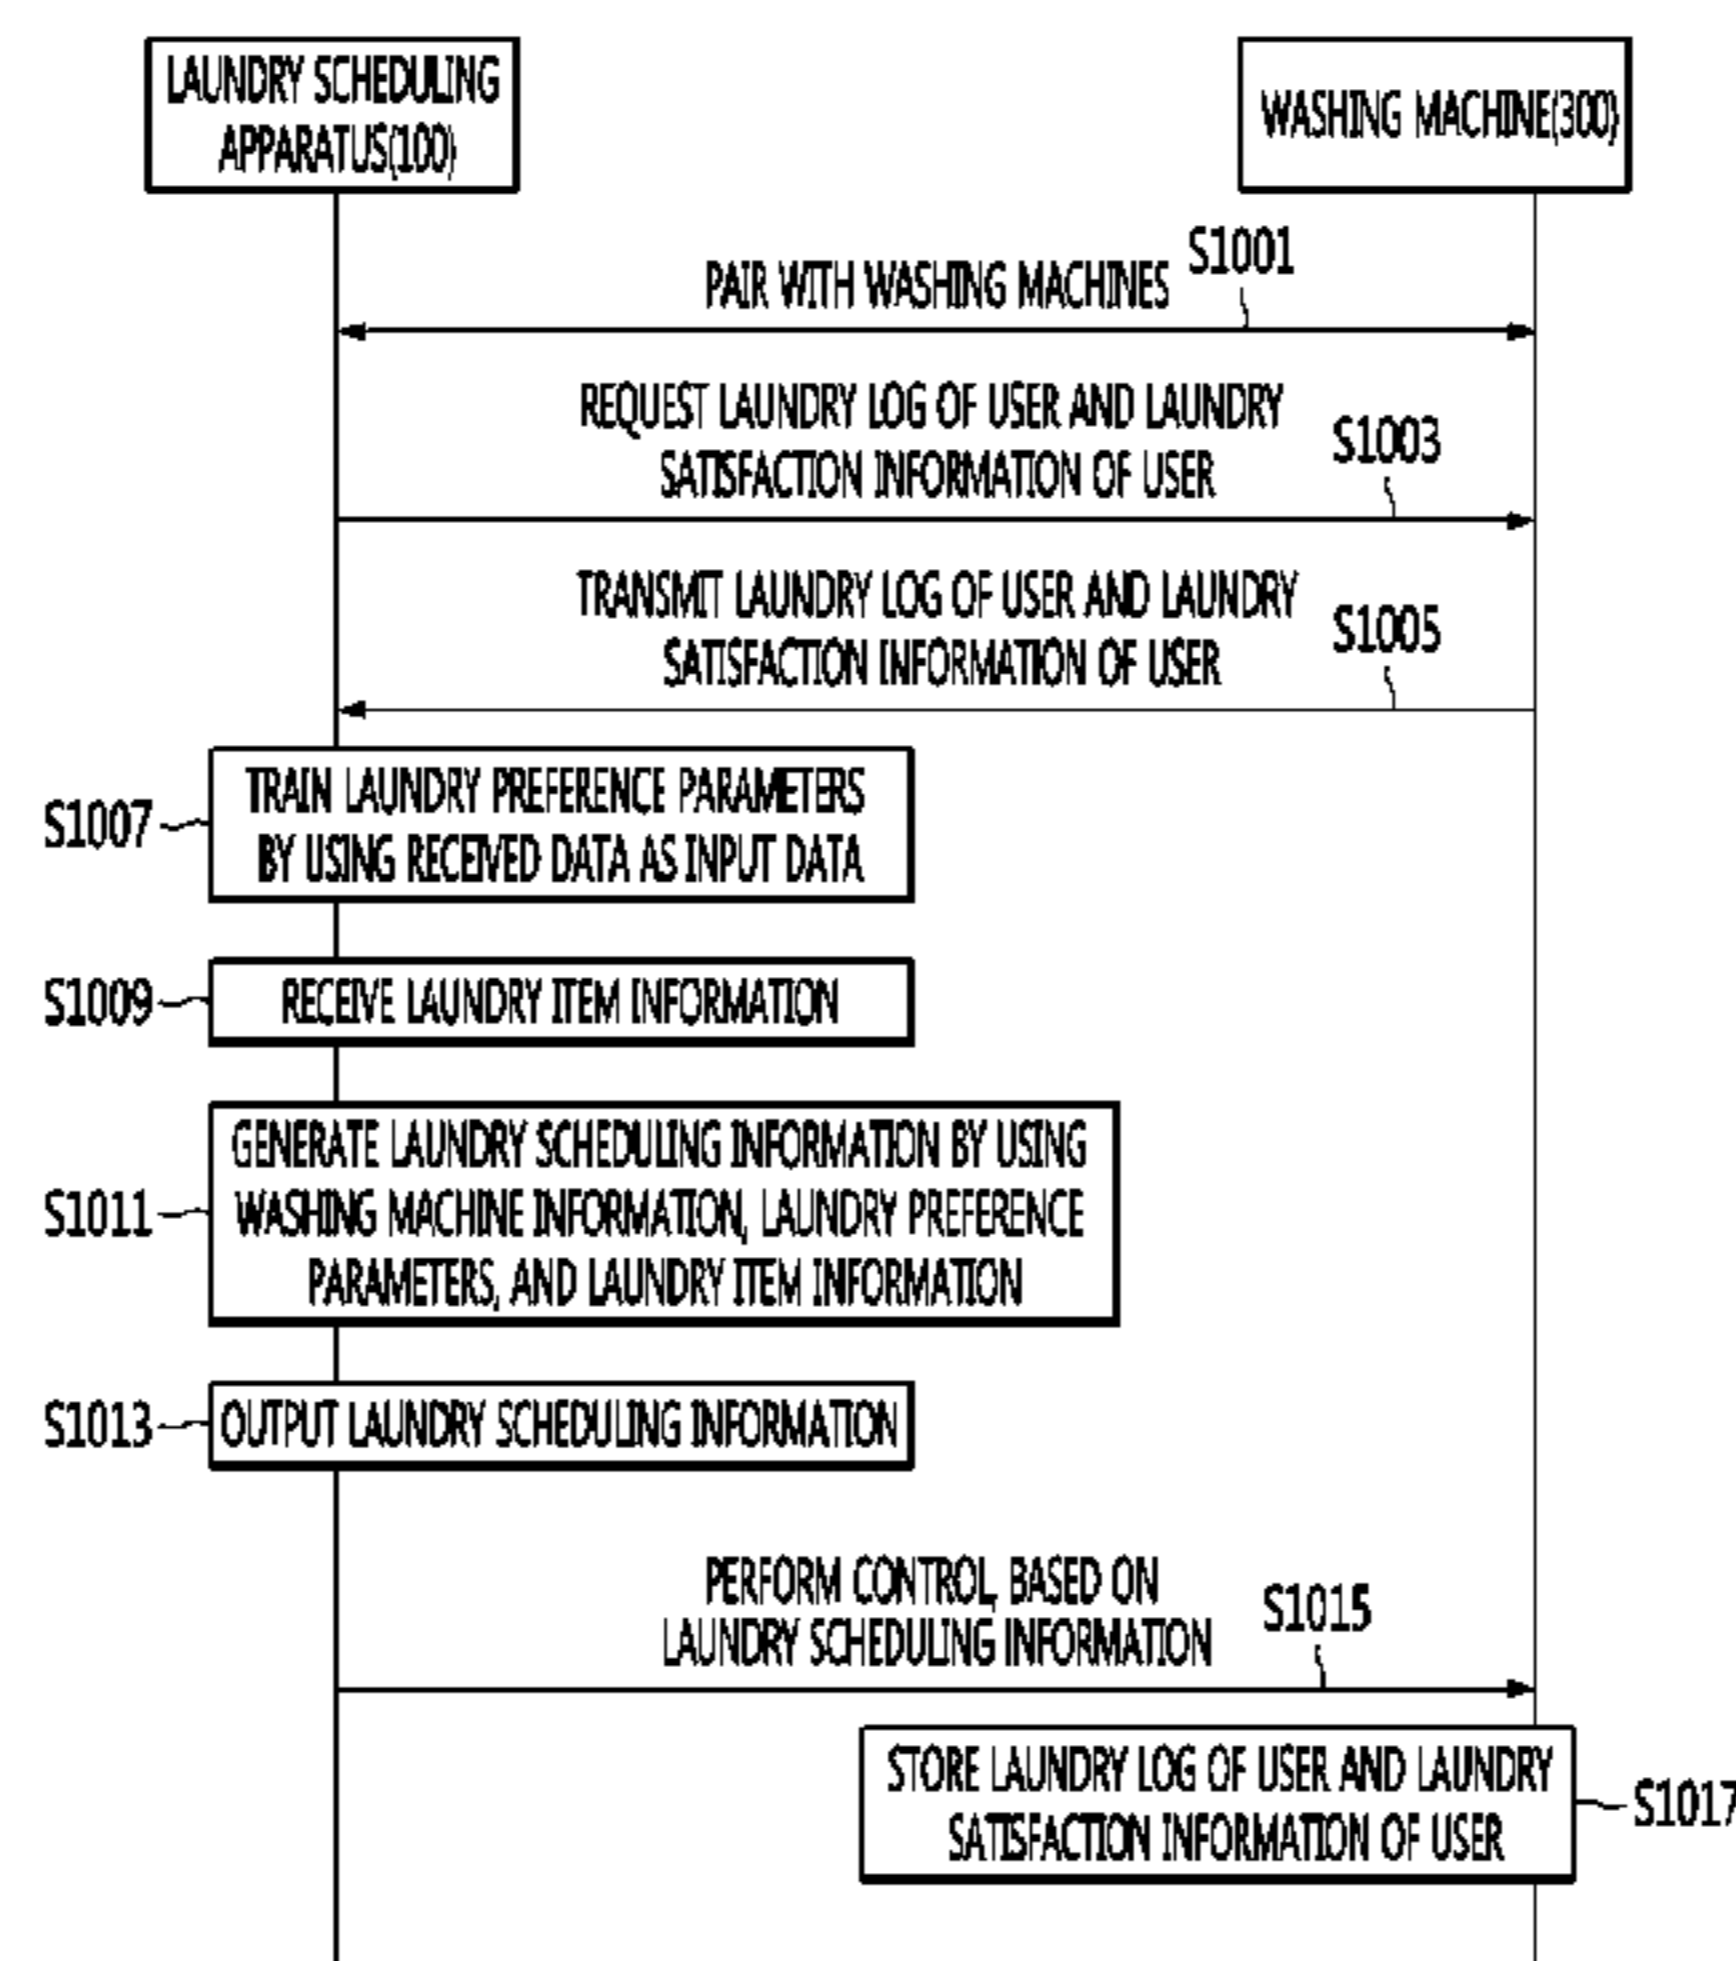 LAUNDRY SCHEDULING
APPARATUS(100)
WASHING MACHINE(300)
S1001
PAIR WITH WASHING MACHINES
REQUEST LAUNDRY LOG OF USER AND LAUNDRY
SATISFACTION INFORMATION OF USER
S1003
TRANSMIT LAUNDRY LOG OF USER AND LAUNDRY
SATISFACTION INFORMATION OF USER
S1005
S1007
TRAIN LAUNDRY PREFERENCE PARAMETERS
BY USING RECEIVED DATA AS INPUT DATA
S1009
RECEIVE LAUNDRY ITEM INFORMATION
S1011
GENERATE LAUNDRY SCHEDULING INFORMATION BY USING
WASHING MACHINE INFORMATION, LAUNDRY PREFERENCE
PARAMETERS, AND LAUNDRY ITEM INFORMATION
S1013
OUTPUT LAUNDRY SCHEDULING INFORMATION
PERFORM CONTROL, BASED ON
LAUNDRY SCHEDULING INFORMATION
S1015
STORE LAUNDRY LOG OF USER AND LAUNDRY
SATISFACTION INFORMATION OF USER
S1017